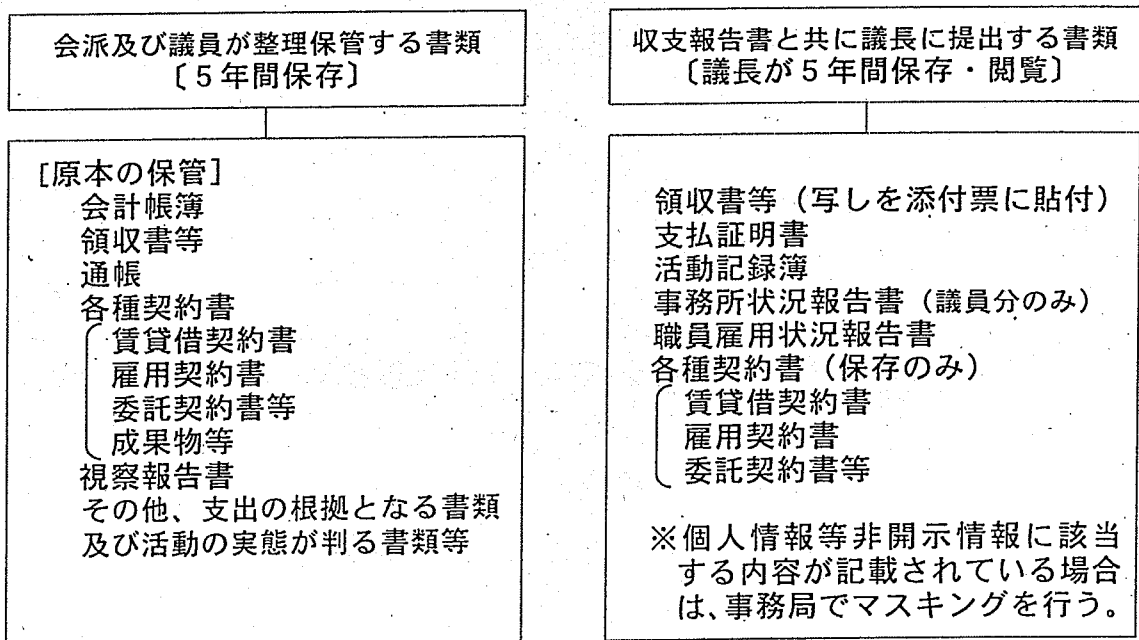 会派及び議員が整理保管する書類
〔５年間保存〕
[原本の保管]
会計帳簿
領収書等
通帳
各種契約書
賃貸借契約書
雇用契約書
委託契約書等
成果物等
視察報告書
その他、支出の根拠となる書類
及び活動の実態が判る書類等
収支報告書と共に議長に提出する書類
〔議長が５年間保存・閲覧〕
領収書等（写しを添付票に貼付）
支払証明書
活動記録簿
事務所状況報告書（議員分のみ）
職員雇用状況報告書
各種契約書（保存のみ）
賃貸借契約書
雇用契約書
委託契約書等
※個人情報等非開示情報に該当
する内容が記載されている場合
は、事務局でマスキングを行う。